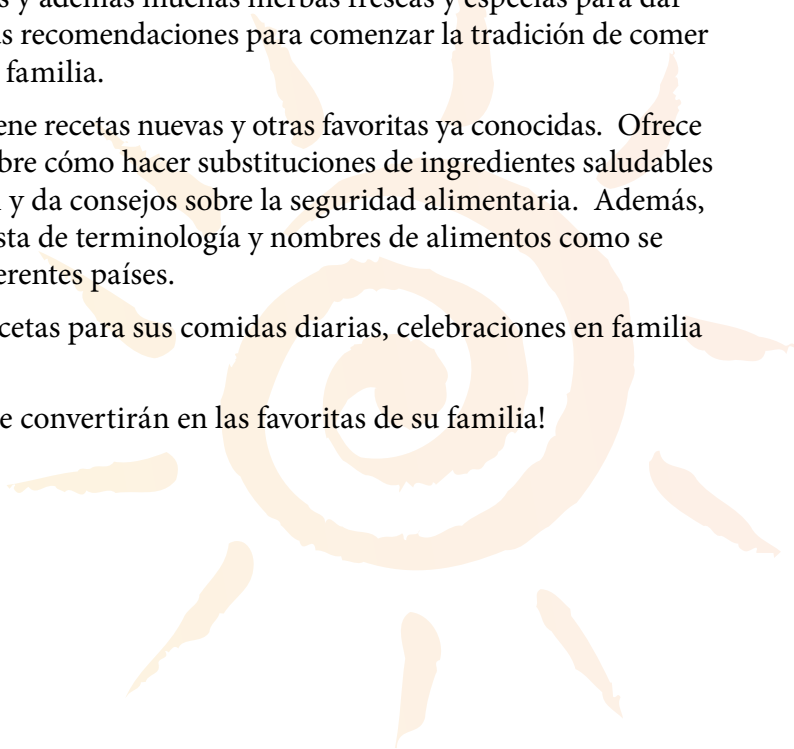 s y además muchas hierbas frescas y especias para dar
s recomendaciones para comenzar la tradición de comer
familia.
ene recetas nuevas y otras favoritas ya conocidas.  Ofrece
bre cómo hacer substituciones de ingredientes saludables
y da consejos sobre la seguridad alimentaria.  Además,
sta de terminología y nombres de alimentos como se
erentes países.
cetas para sus comidas diarias, celebraciones en familia
e convertirán en las favoritas de su familia!